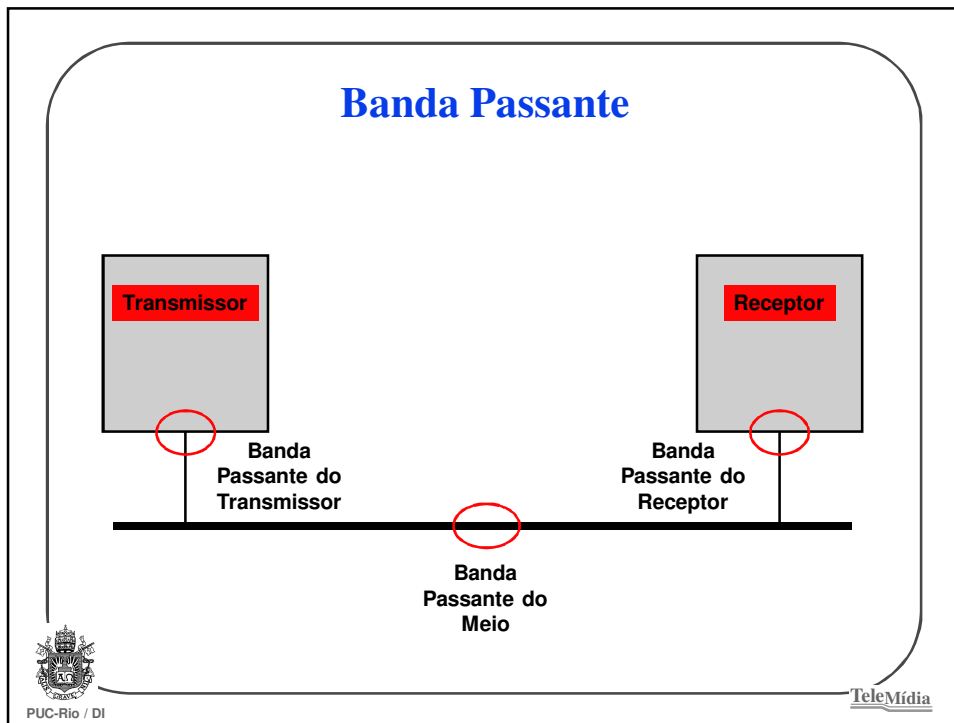 Banda Passante
Transmissor
Receptor
Banda
Passante do
Transmissor
Banda
Passante do
Receptor
Banda
Passante do
Meio
PUC-Rio / DI
TeleMídia